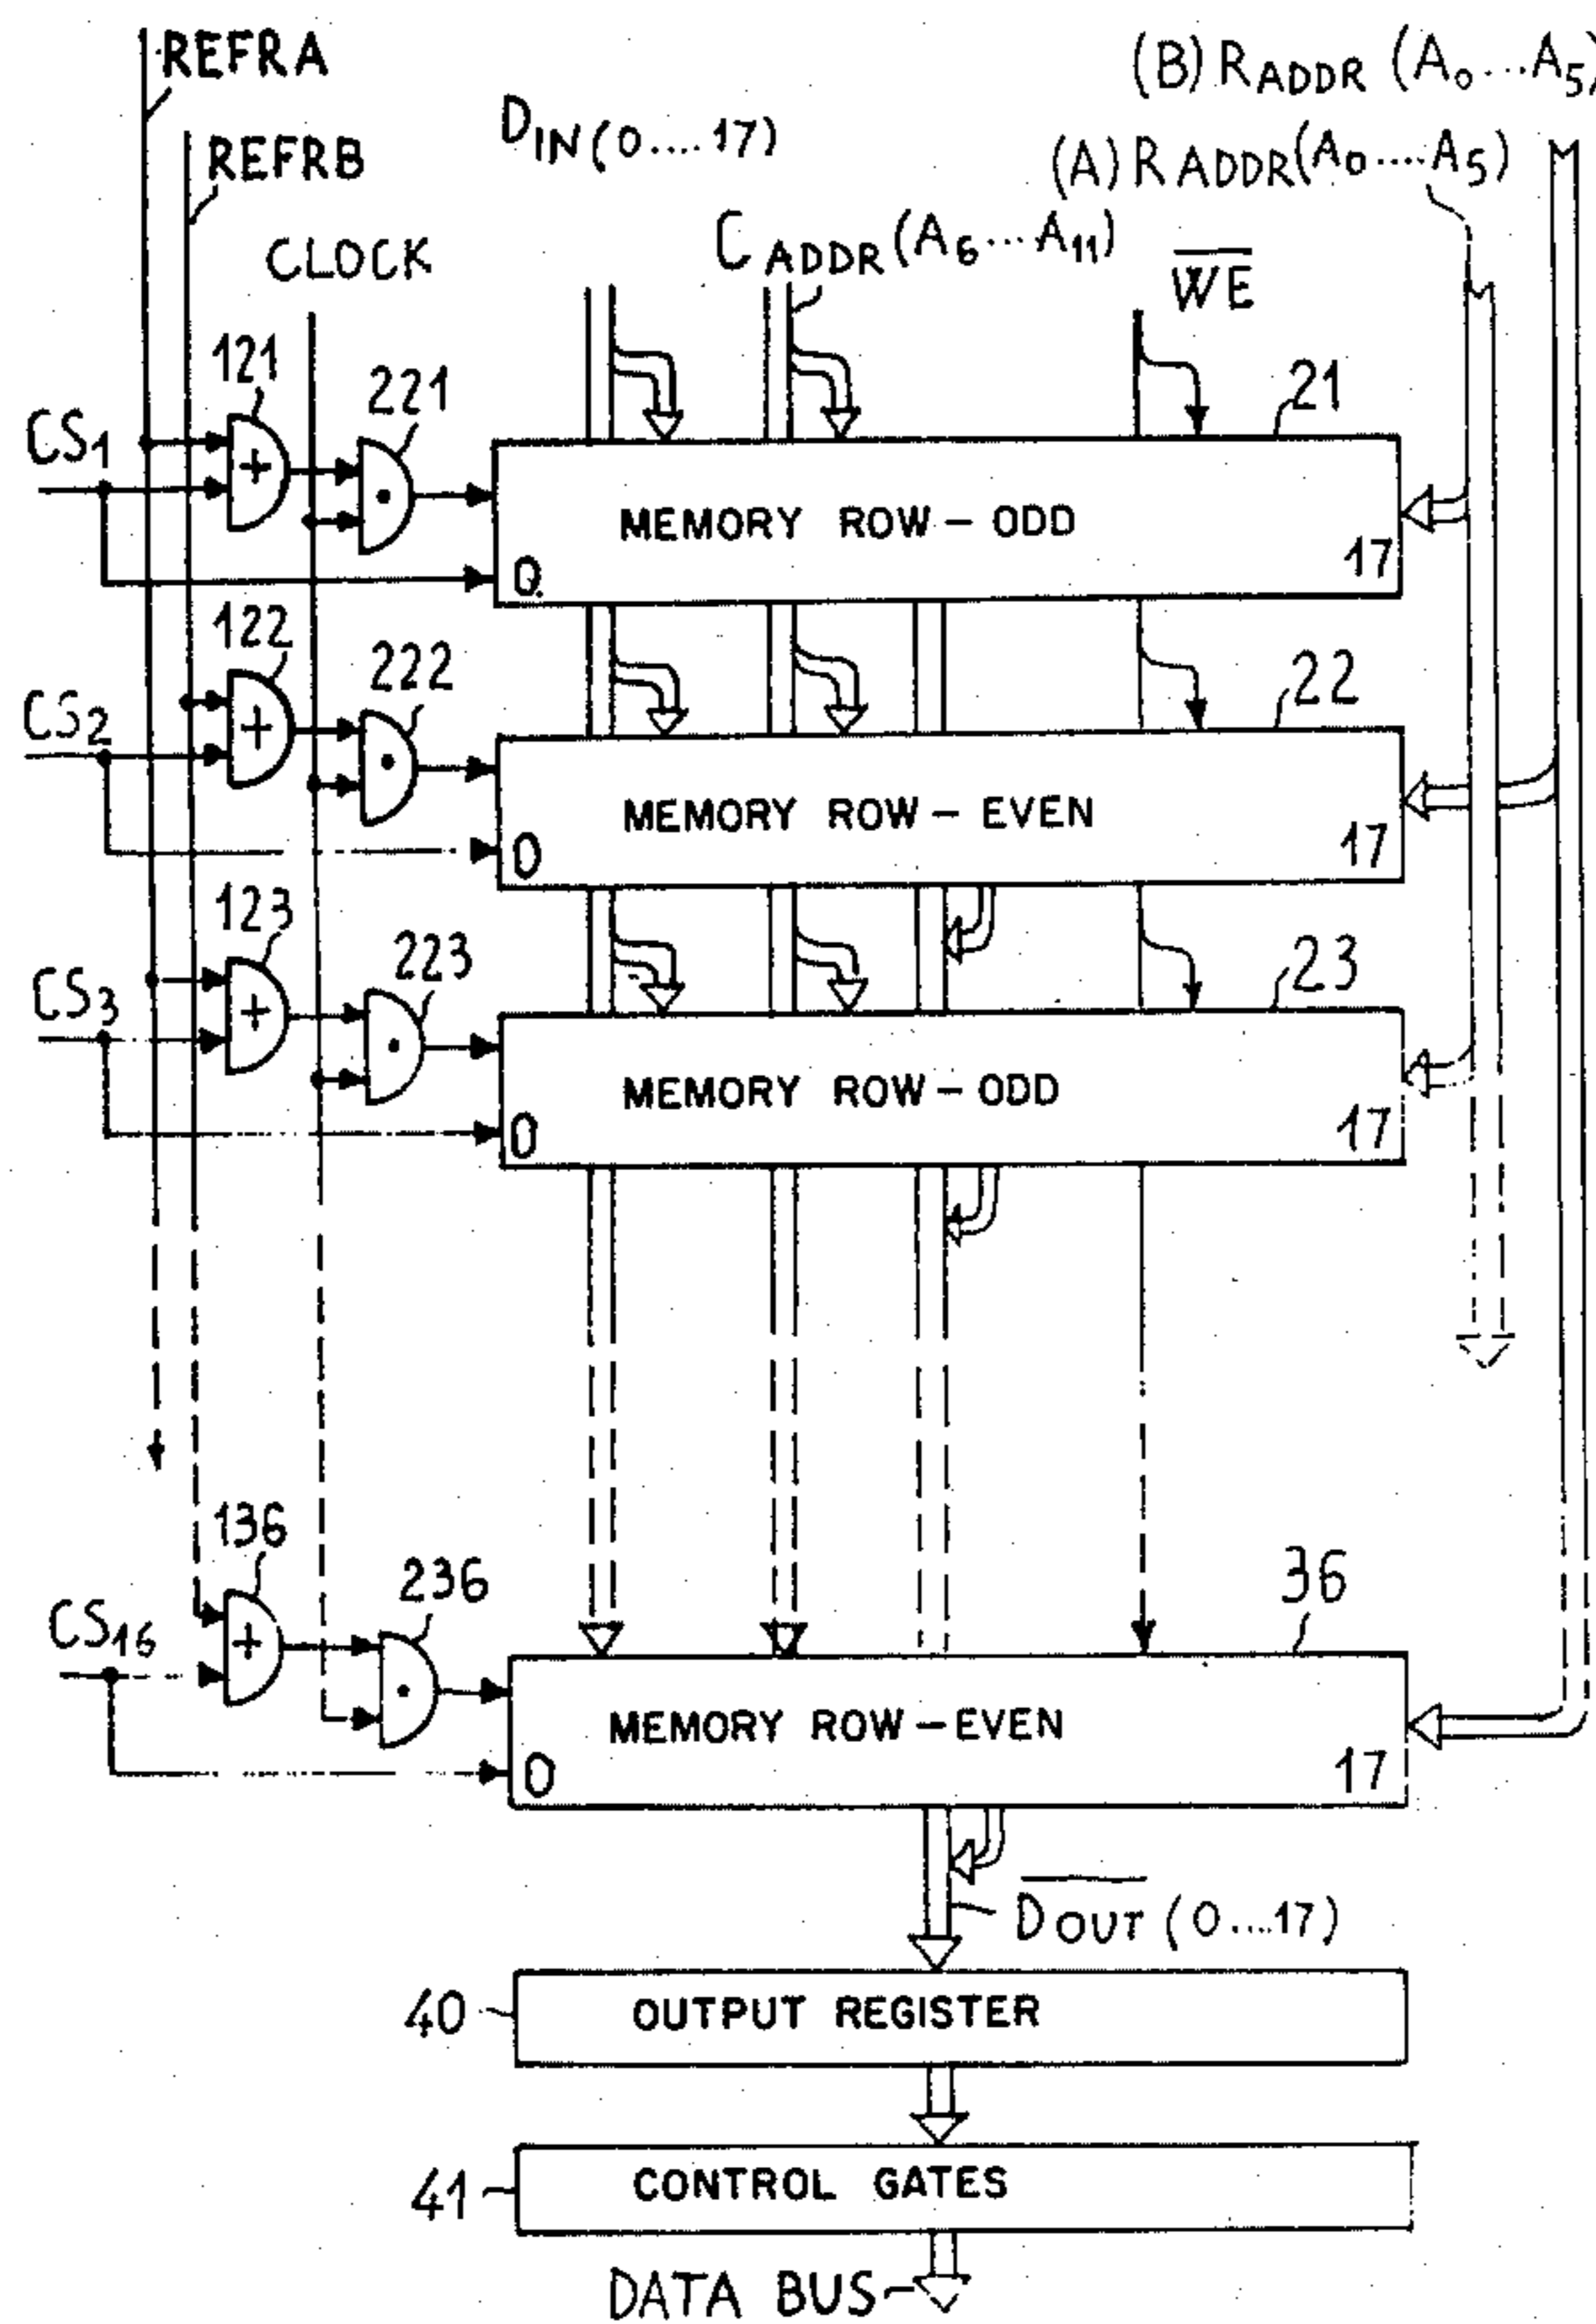 REFRA
(B) R ADDR (A₀...A₅)
DIN (0....17)
REFRB
(A) R ADDR (A₀....A₅)
C ADDR (A₆...A₁₁)
CLOCK
WE
121
221
21
CS₁
MEMORY ROW - ODD
0
17
122
222
22
CS₂
MEMORY ROW - EVEN
0
17
123
223
23
CS₃
MEMORY ROW - ODD
0
17
136
236
36
CS₁₆
MEMORY ROW - EVEN
0
17
DOUT (0....17)
40
OUTPUT REGISTER
41
CONTROL GATES
DATA BUS